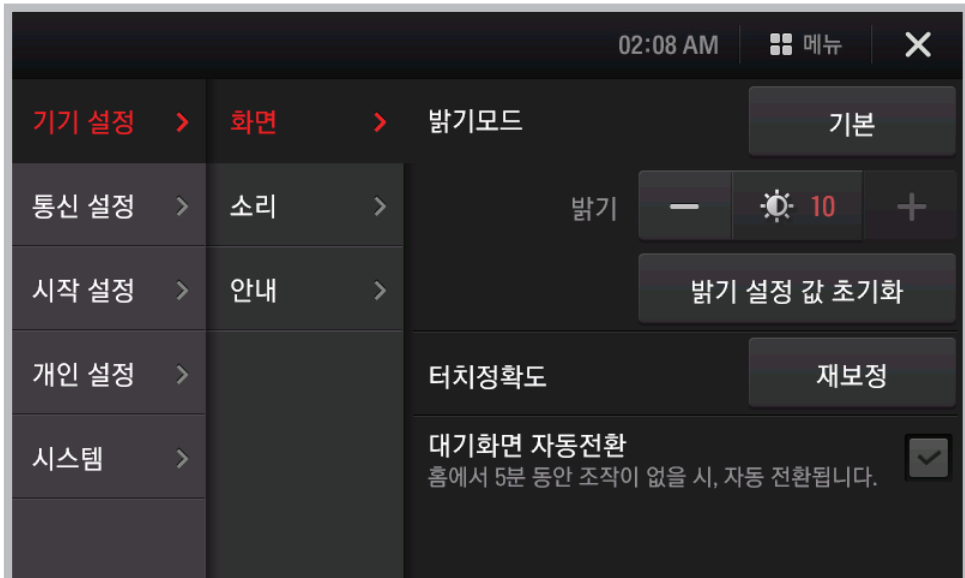 02:08 AM 메뉴
기기 설정
통신 설정
시작 설정
개인 설정
시스템
화면
소리
안내
밝기모드 기본
밝기 10
밝기 설정 값 초기화
터치정확도 재보정
대기화면 자동전환
홈에서 5분 동안 조작이 없을 시, 자동 전환됩니다.